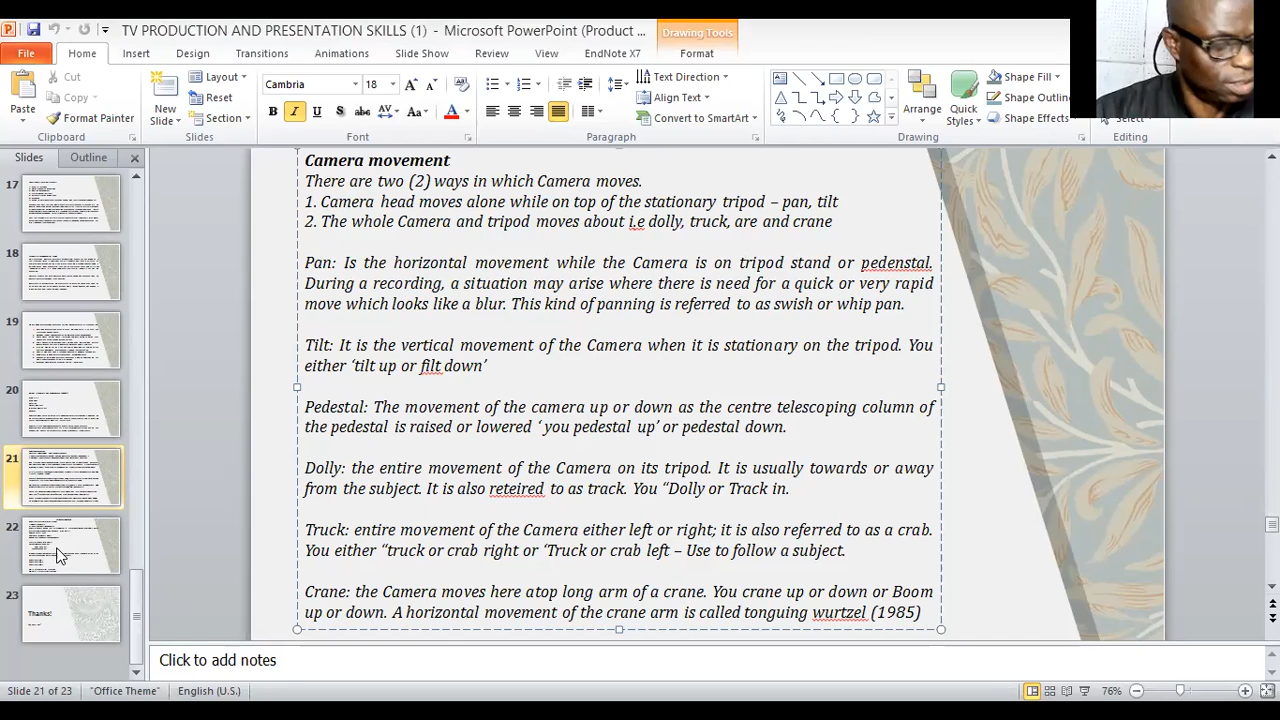 TV PRODUCTION AND PRESENTATION SKILLS (T) - Microsoft PowerPoint (Product ...
Drawing Tools
File Home Insert Design Transitions Animations Slide Show Review View EndNote X7 Format
Paste
Cut
Copy
Format Painter
Clipboard
New Slide
Layout
Reset
Section
Slides
Cambria 18
B I U S abc AV Aa A
Font
Text Direction
Align Text
Convert to SmartArt
Paragraph
Arrange
Quick Styles
Shape Fill
Shape Outline
Shape Effects
Drawing
Select
Editing
Slides Outline
17
18
19
20
21
22
23
Thanks!
Camera movement
There are two (2) ways in which Camera moves.
1. Camera head moves alone while on top of the stationary tripod – pan, tilt
2. The whole Camera and tripod moves about i.e dolly, truck, arc and crane
Pan: Is the horizontal movement while the Camera is on tripod stand or pedenstal.
During a recording, a situation may arise where there is need for a quick or very rapid
move which looks like a blur. This kind of panning is referred to as swish or whip pan.
Tilt: It is the vertical movement of the Camera when it is stationary on the tripod. You
either ‘tilt up or filt down’
Pedestal: The movement of the camera up or down as the centre telescoping column of
the pedestal is raised or lowered ‘ you pedestal up’ or pedestal down.
Dolly: the entire movement of the Camera on its tripod. It is usually towards or away
from the subject. It is also reteired to as track. You “Dolly or Track in.
Truck: entire movement of the Camera either left or right; it is also referred to as a crab.
You either “truck or crab right or ‘Truck or crab left – Use to follow a subject.
Crane: the Camera moves here atop long arm of a crane. You crane up or down or Boom
up or down. A horizontal movement of the crane arm is called tonguing wurtzel (1985)
Click to add notes
Slide 21 of 23 "Office Theme" English (U.S.) 76%